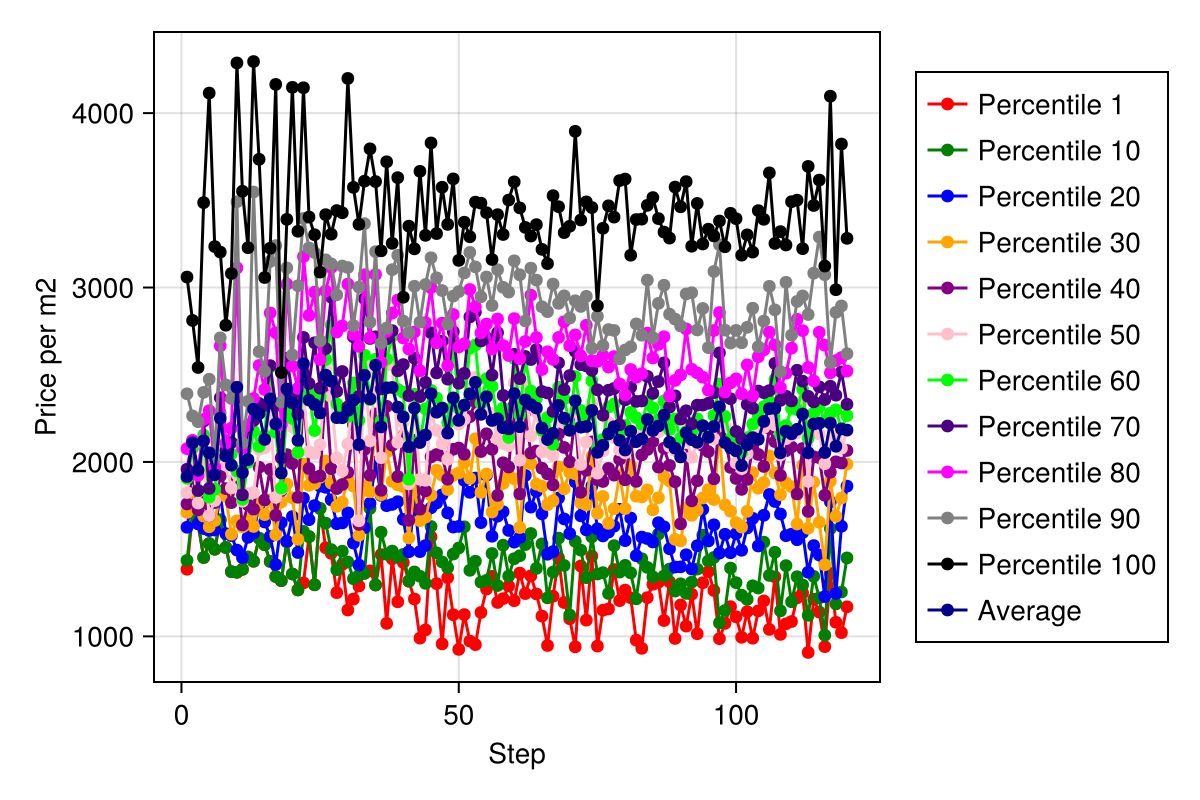 Price per m2
4000
3000
2000
1000
0
50
100
Step
Percentile 1
Percentile 10
Percentile 20
Percentile 30
Percentile 40
Percentile 50
Percentile 60
Percentile 70
Percentile 80
Percentile 90
Percentile 100
Average